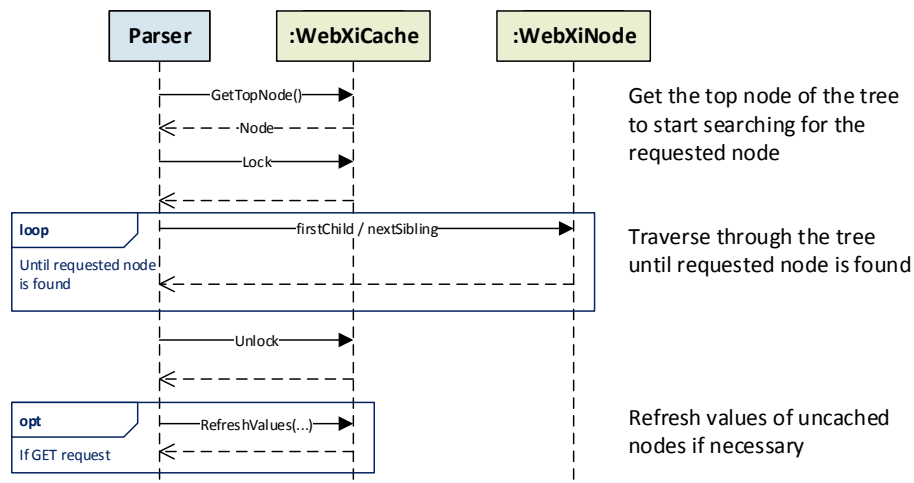 Parser
:WebXiCache
:WebXiNode
GetTopNode()
Node
Lock
Get the top node of the tree
to start searching for the
requested node
loop
firstChild / nextSibling
Until requested node
is found
Traverse through the tree
until requested node is found
Unlock
opt
RefreshValues(...)
If GET request
Refresh values of uncached
nodes if necessary